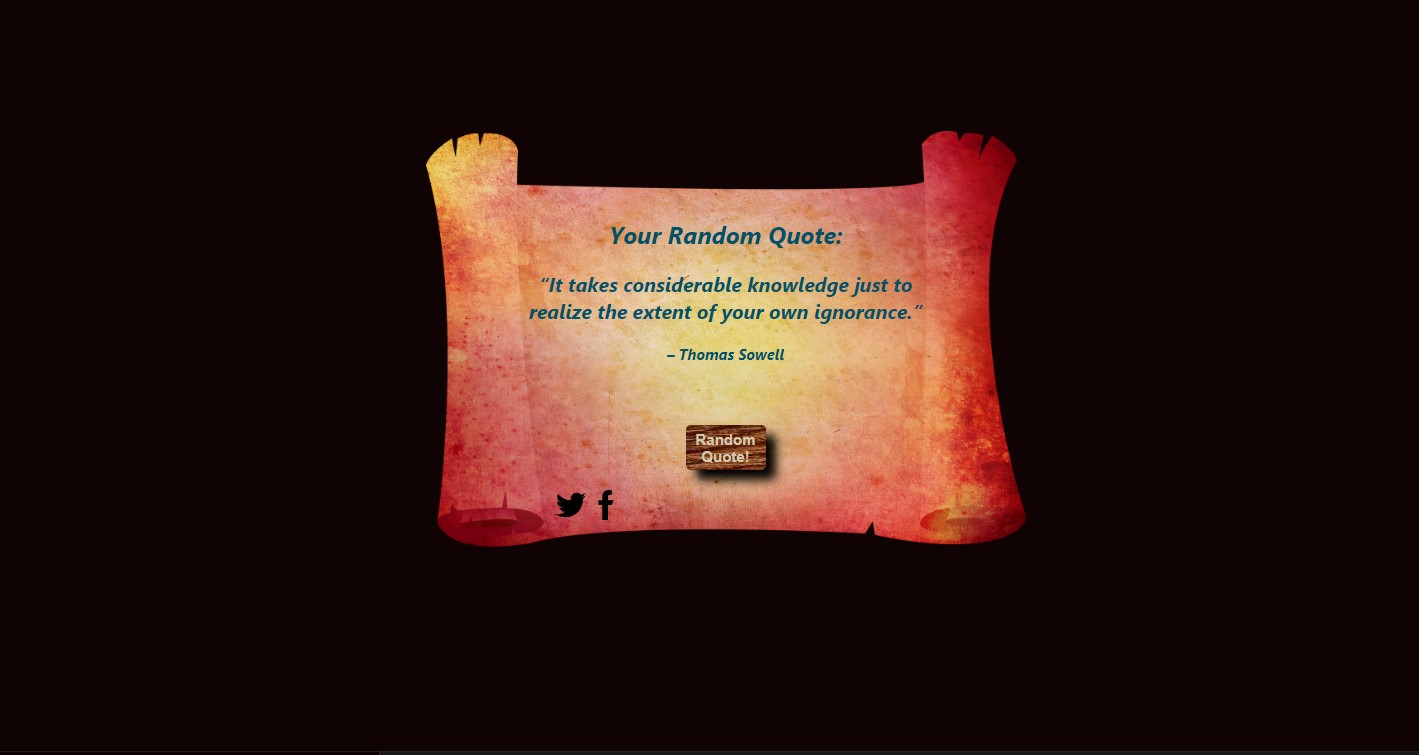 Your Random Quote:
“It takes considerable knowledge just to
realize the extent of your own ignorance.”
– Thomas Sowell
Random
Quote!